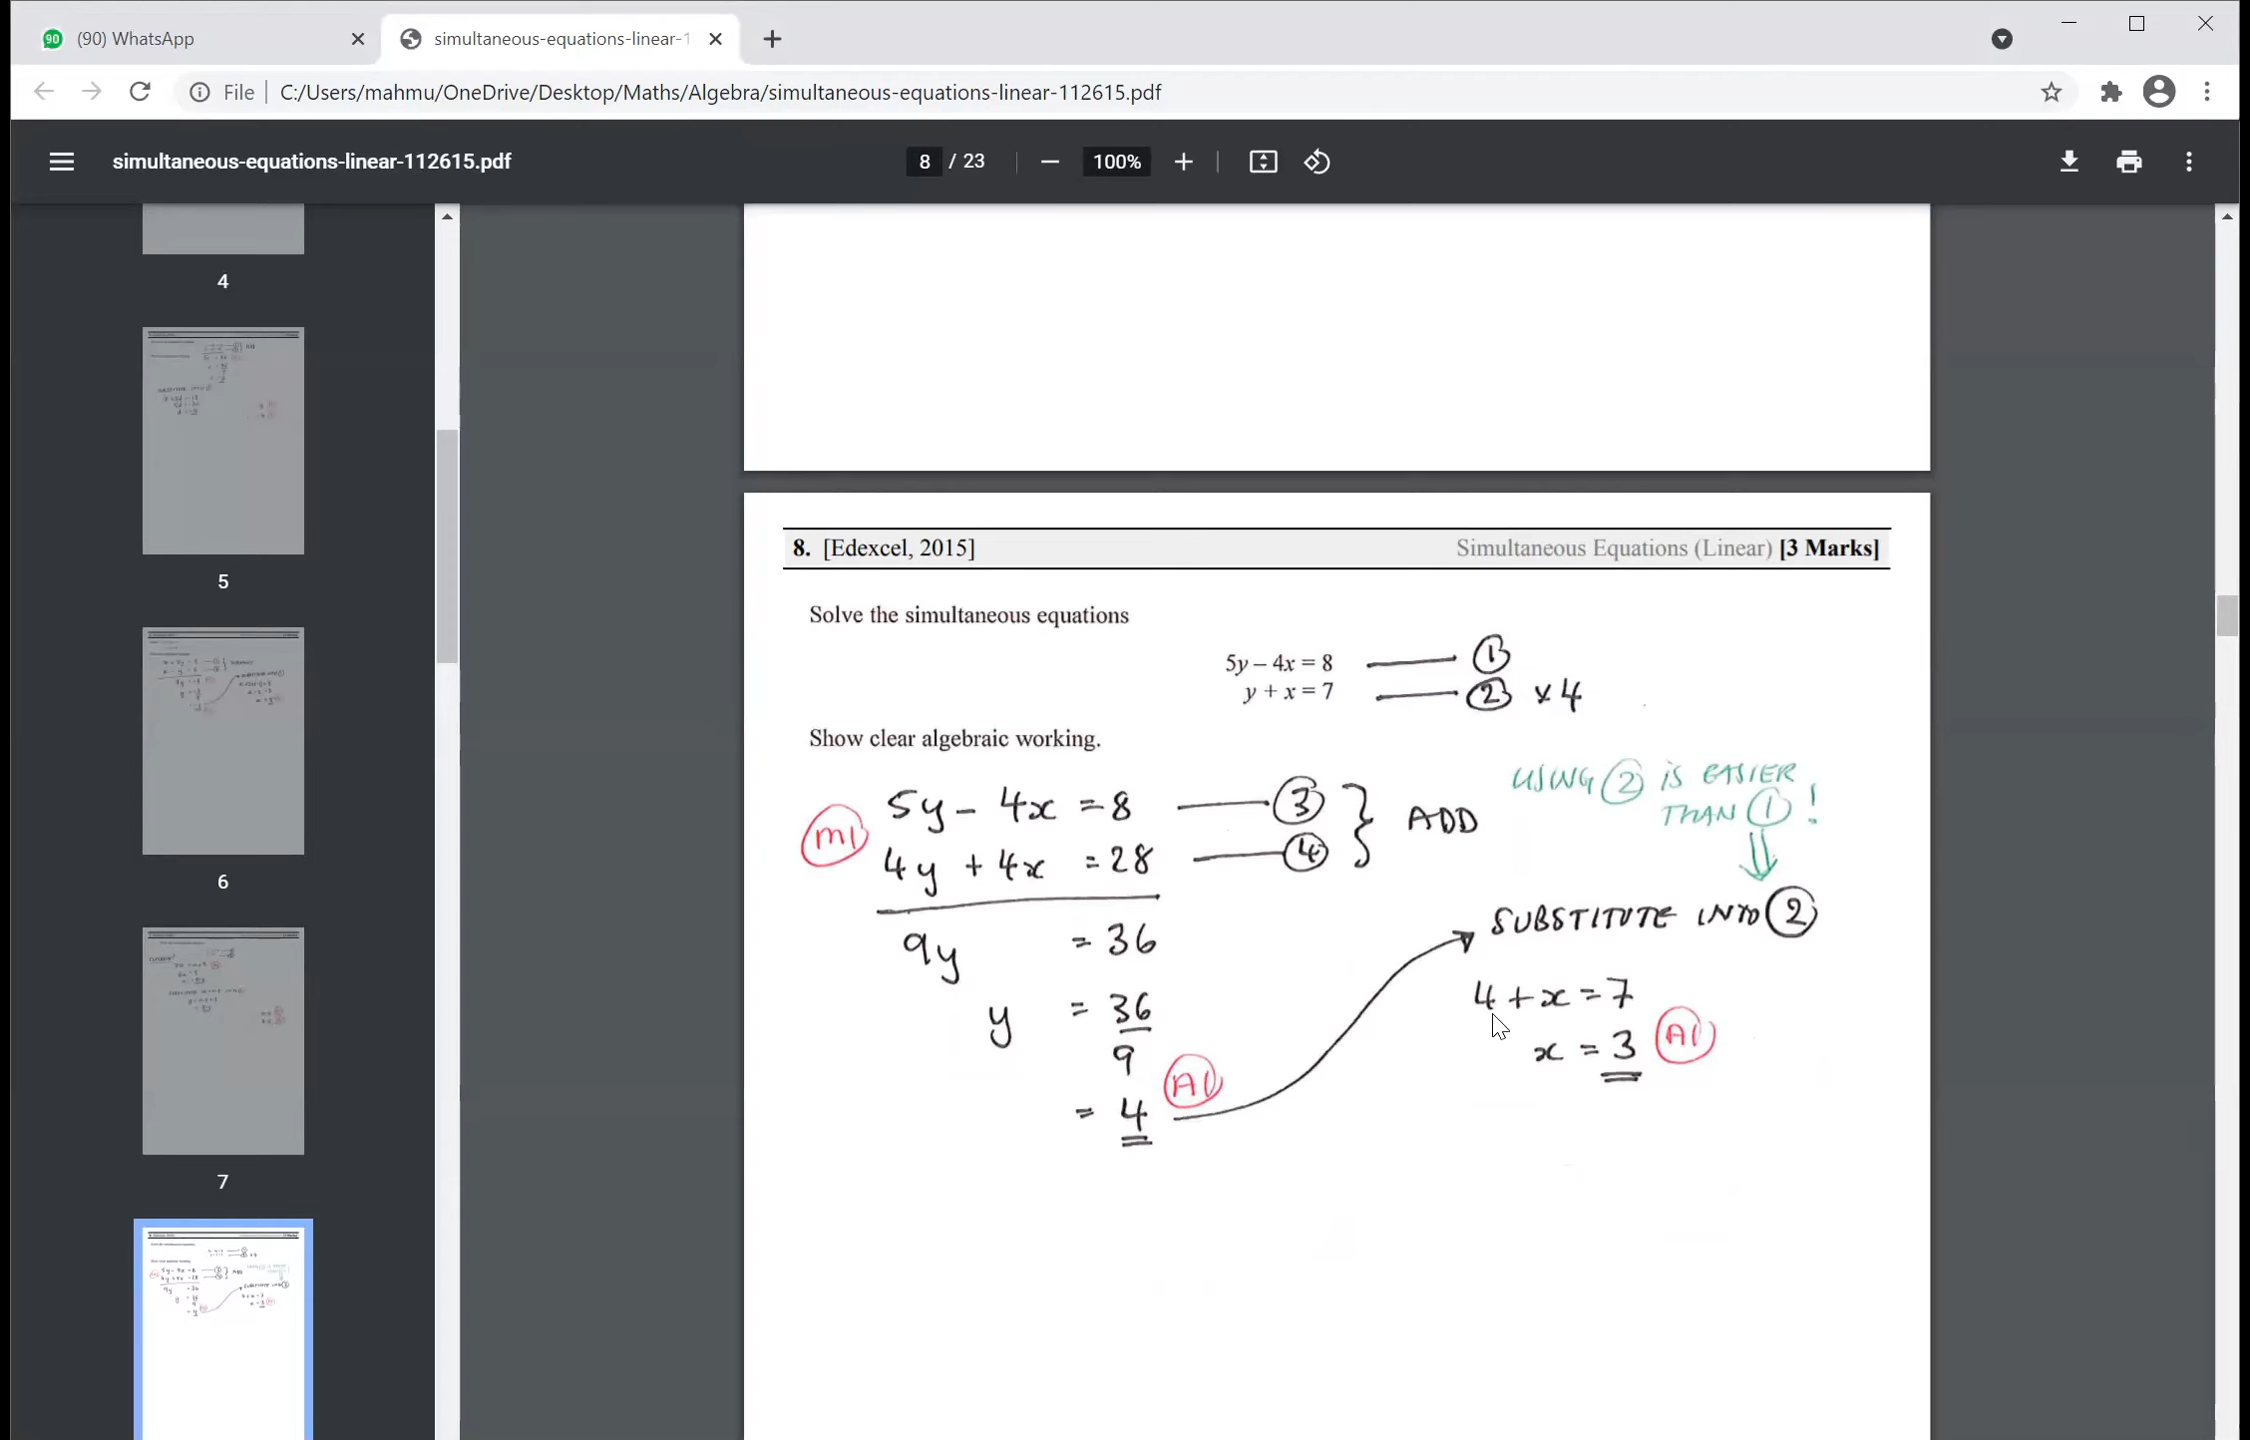 (90) WhatsApp
simultaneous-equations-linear-1
File C:/Users/mahmu/OneDrive/Desktop/Maths/Algebra/simultaneous-equations-linear-112615.pdf
simultaneous-equations-linear-112615.pdf
8 / 23
100%
4
5
6
7
8. [Edexcel, 2015] Simultaneous Equations (Linear) [3 Marks]
Solve the simultaneous equations
5y – 4x = 8 ——— ①
y + x = 7 ——— ② × 4
Show clear algebraic working.
M1
5y - 4x = 8 ——— ③ } ADD
4y + 4x = 28 ——— ④
9y = 36
y = 36
9
= 4 A1
USING ② IS EASIER
THAN ① !
SUBSTITUTE INTO ②
4 + x = 7
x = 3 A1